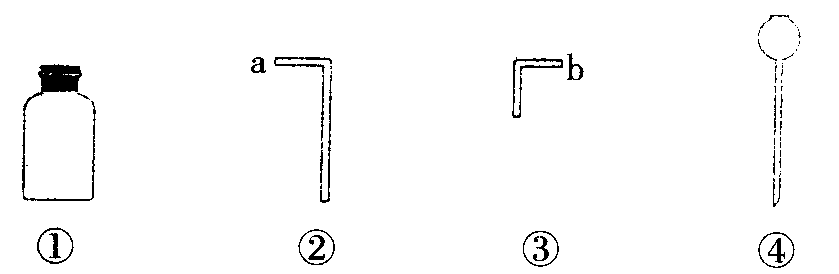 a
b
① ② ③ ④